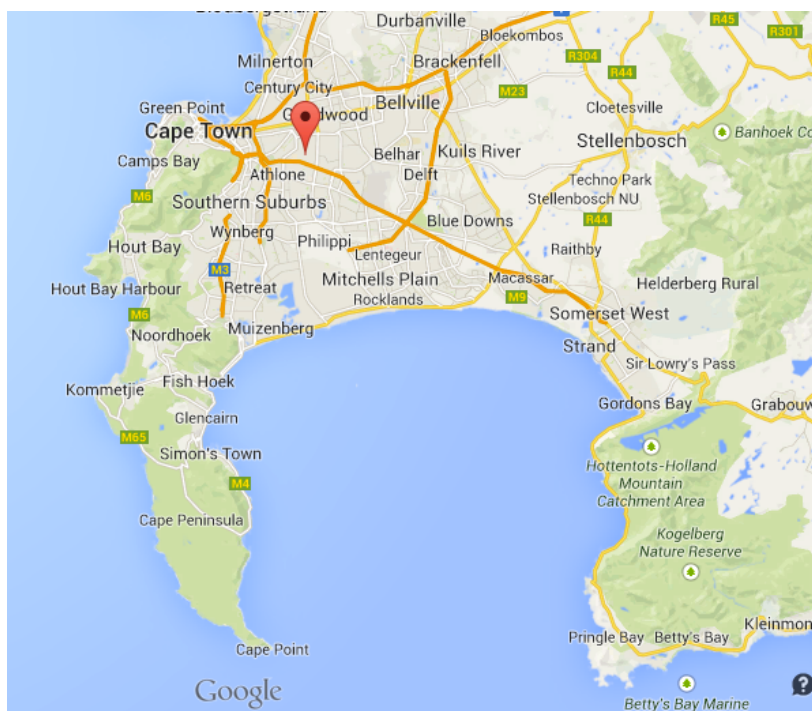 Durbanville
R45
R301
Bloekombos
R304
Milnerton
Brackenfell
R44
Century City
M23
Green Point
Bellville
Cloetesville
Cape Town
Stellenbosch
Banhoek Co
Camps Bay
Belhar
Kuils River
Athlone
Delft
Techno Park
M6
Southern Suburbs
Stellenbosch NU
Blue Downs
R44
Wynberg
Philippi
Hout Bay
Lentegeur
Raithby
M3
Mitchells Plain
Macassar
Hout Bay Harbour
Retreat
Helderberg Rural
Rocklands
M9
M6
Somerset West
Noordhoek
Muizenberg
Strand
Sir Lowry's Pass
Fish Hoek
Kommetjie
Gordons Bay
Grabouw
Glencairn
M65
Simon's Town
Hottentots-Holland
Mountain
Catchment Area
M4
Cape Peninsula
Kogelberg
Nature Reserve
Kleinmon
Pringle Bay
Betty's Bay
Cape Point
Google
?
Betty's Bay Marine